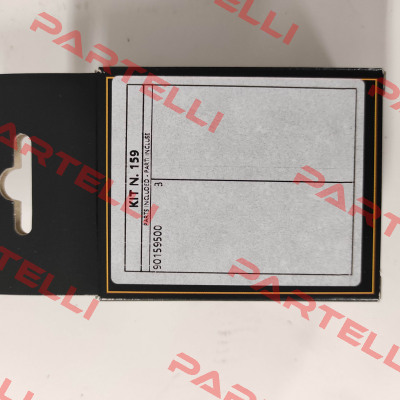 KIT N. 159
PARTS INCLUDED - PARTI INCLUSE
90159500 3
PARTELLI
PARTELLI
PARTELLI
PARTELLI
PARTELLI
PARTELLI